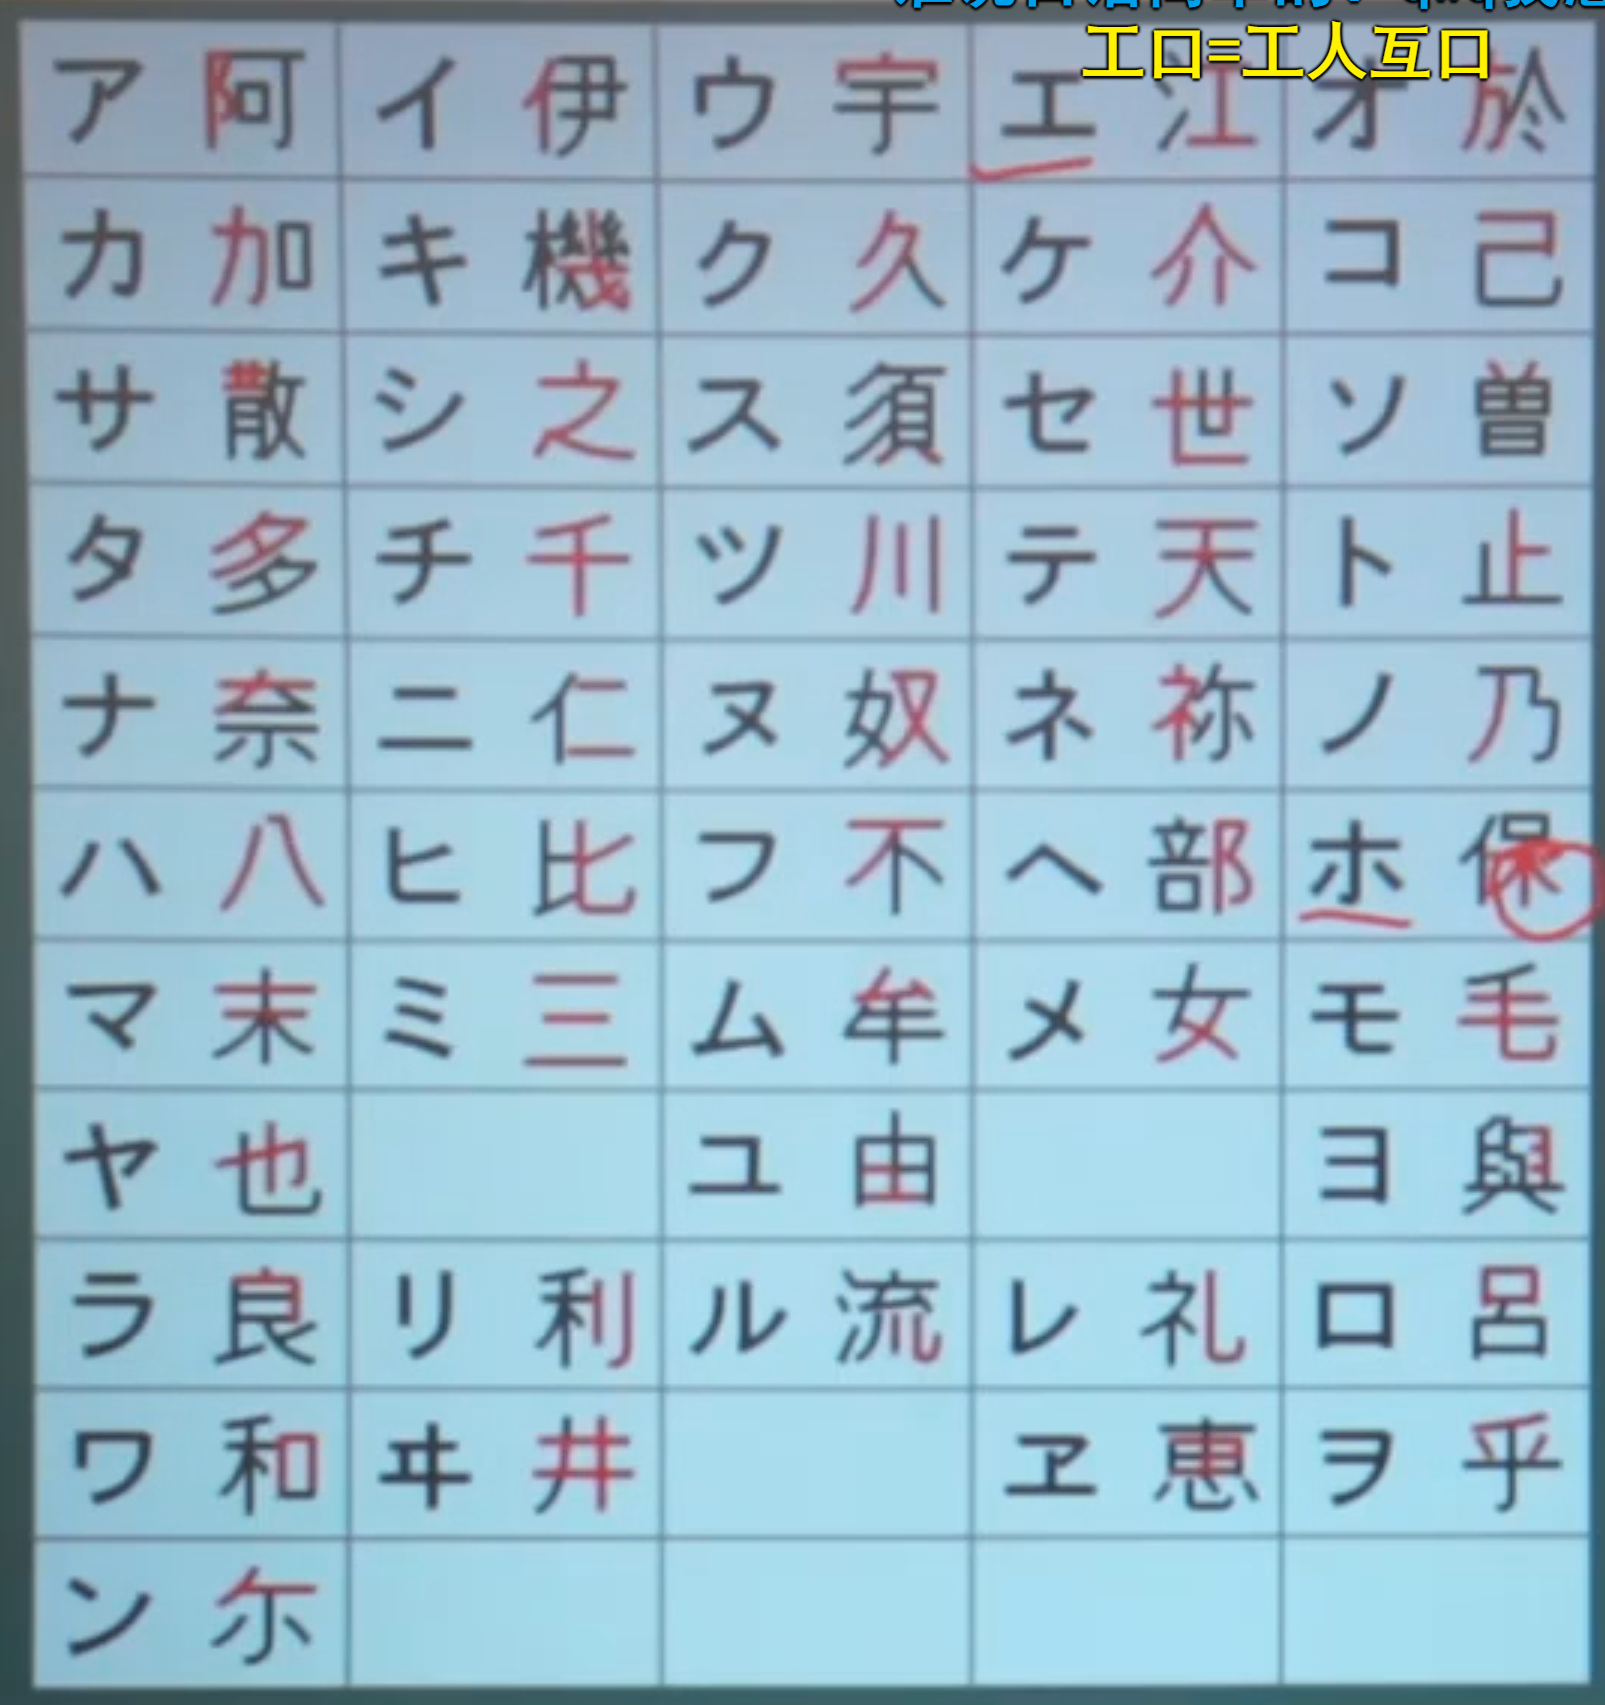 工口=工人互口
ア 阿 イ 伊 ウ 宇 エ 江 オ 於
カ 加 キ 機 ク 久 ケ 介 コ 己
サ 散 シ 之 ス 須 セ 世 ソ 曽
タ 多 チ 千 ツ 川 テ 天 ト 止
ナ 奈 ニ 仁 ヌ 奴 ネ 祢 ノ 乃
ハ 八 ヒ 比 フ 不 ヘ 部 ホ 保
マ 末 ミ 三 ム 牟 メ 女 モ 毛
ヤ 也 ユ 由 ヨ 與
ラ 良 リ 利 ル 流 レ 礼 ロ 呂
ワ 和 ヰ 井 ヱ 恵 ヲ 乎
ン 尓